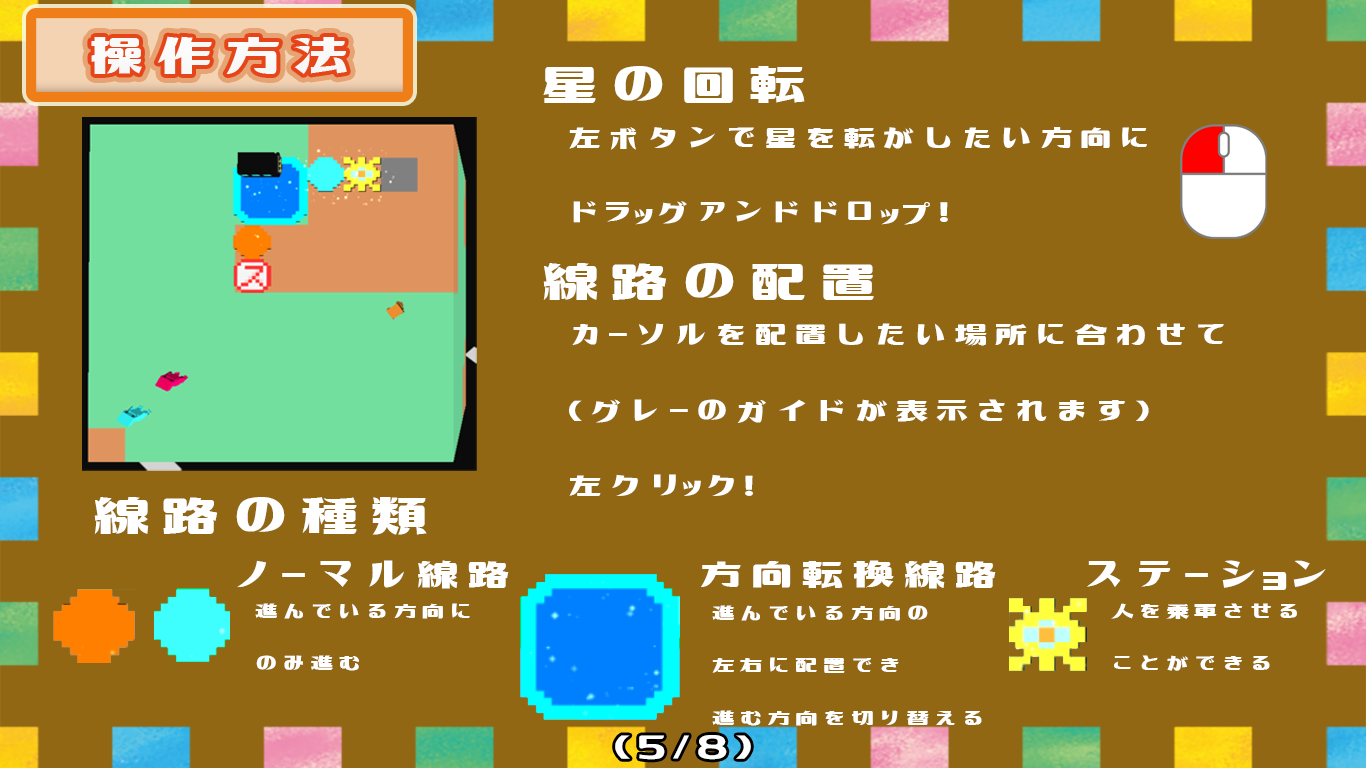 操作方法
星の回転
左ボタンで星を転がしたい方向に
ドラッグアンドドロップ!
線路の配置
カーソルを配置したい場所に合わせて
(グレーのガイドが表示されます)
左クリック!
ス
線路の種類
ノーマル線路
進んでいる方向に
のみ進む
方向転換線路
進んでいる方向の
左右に配置でき
進む方向を切り替える
ステーション
人を乗車させる
ことができる
(5/8)